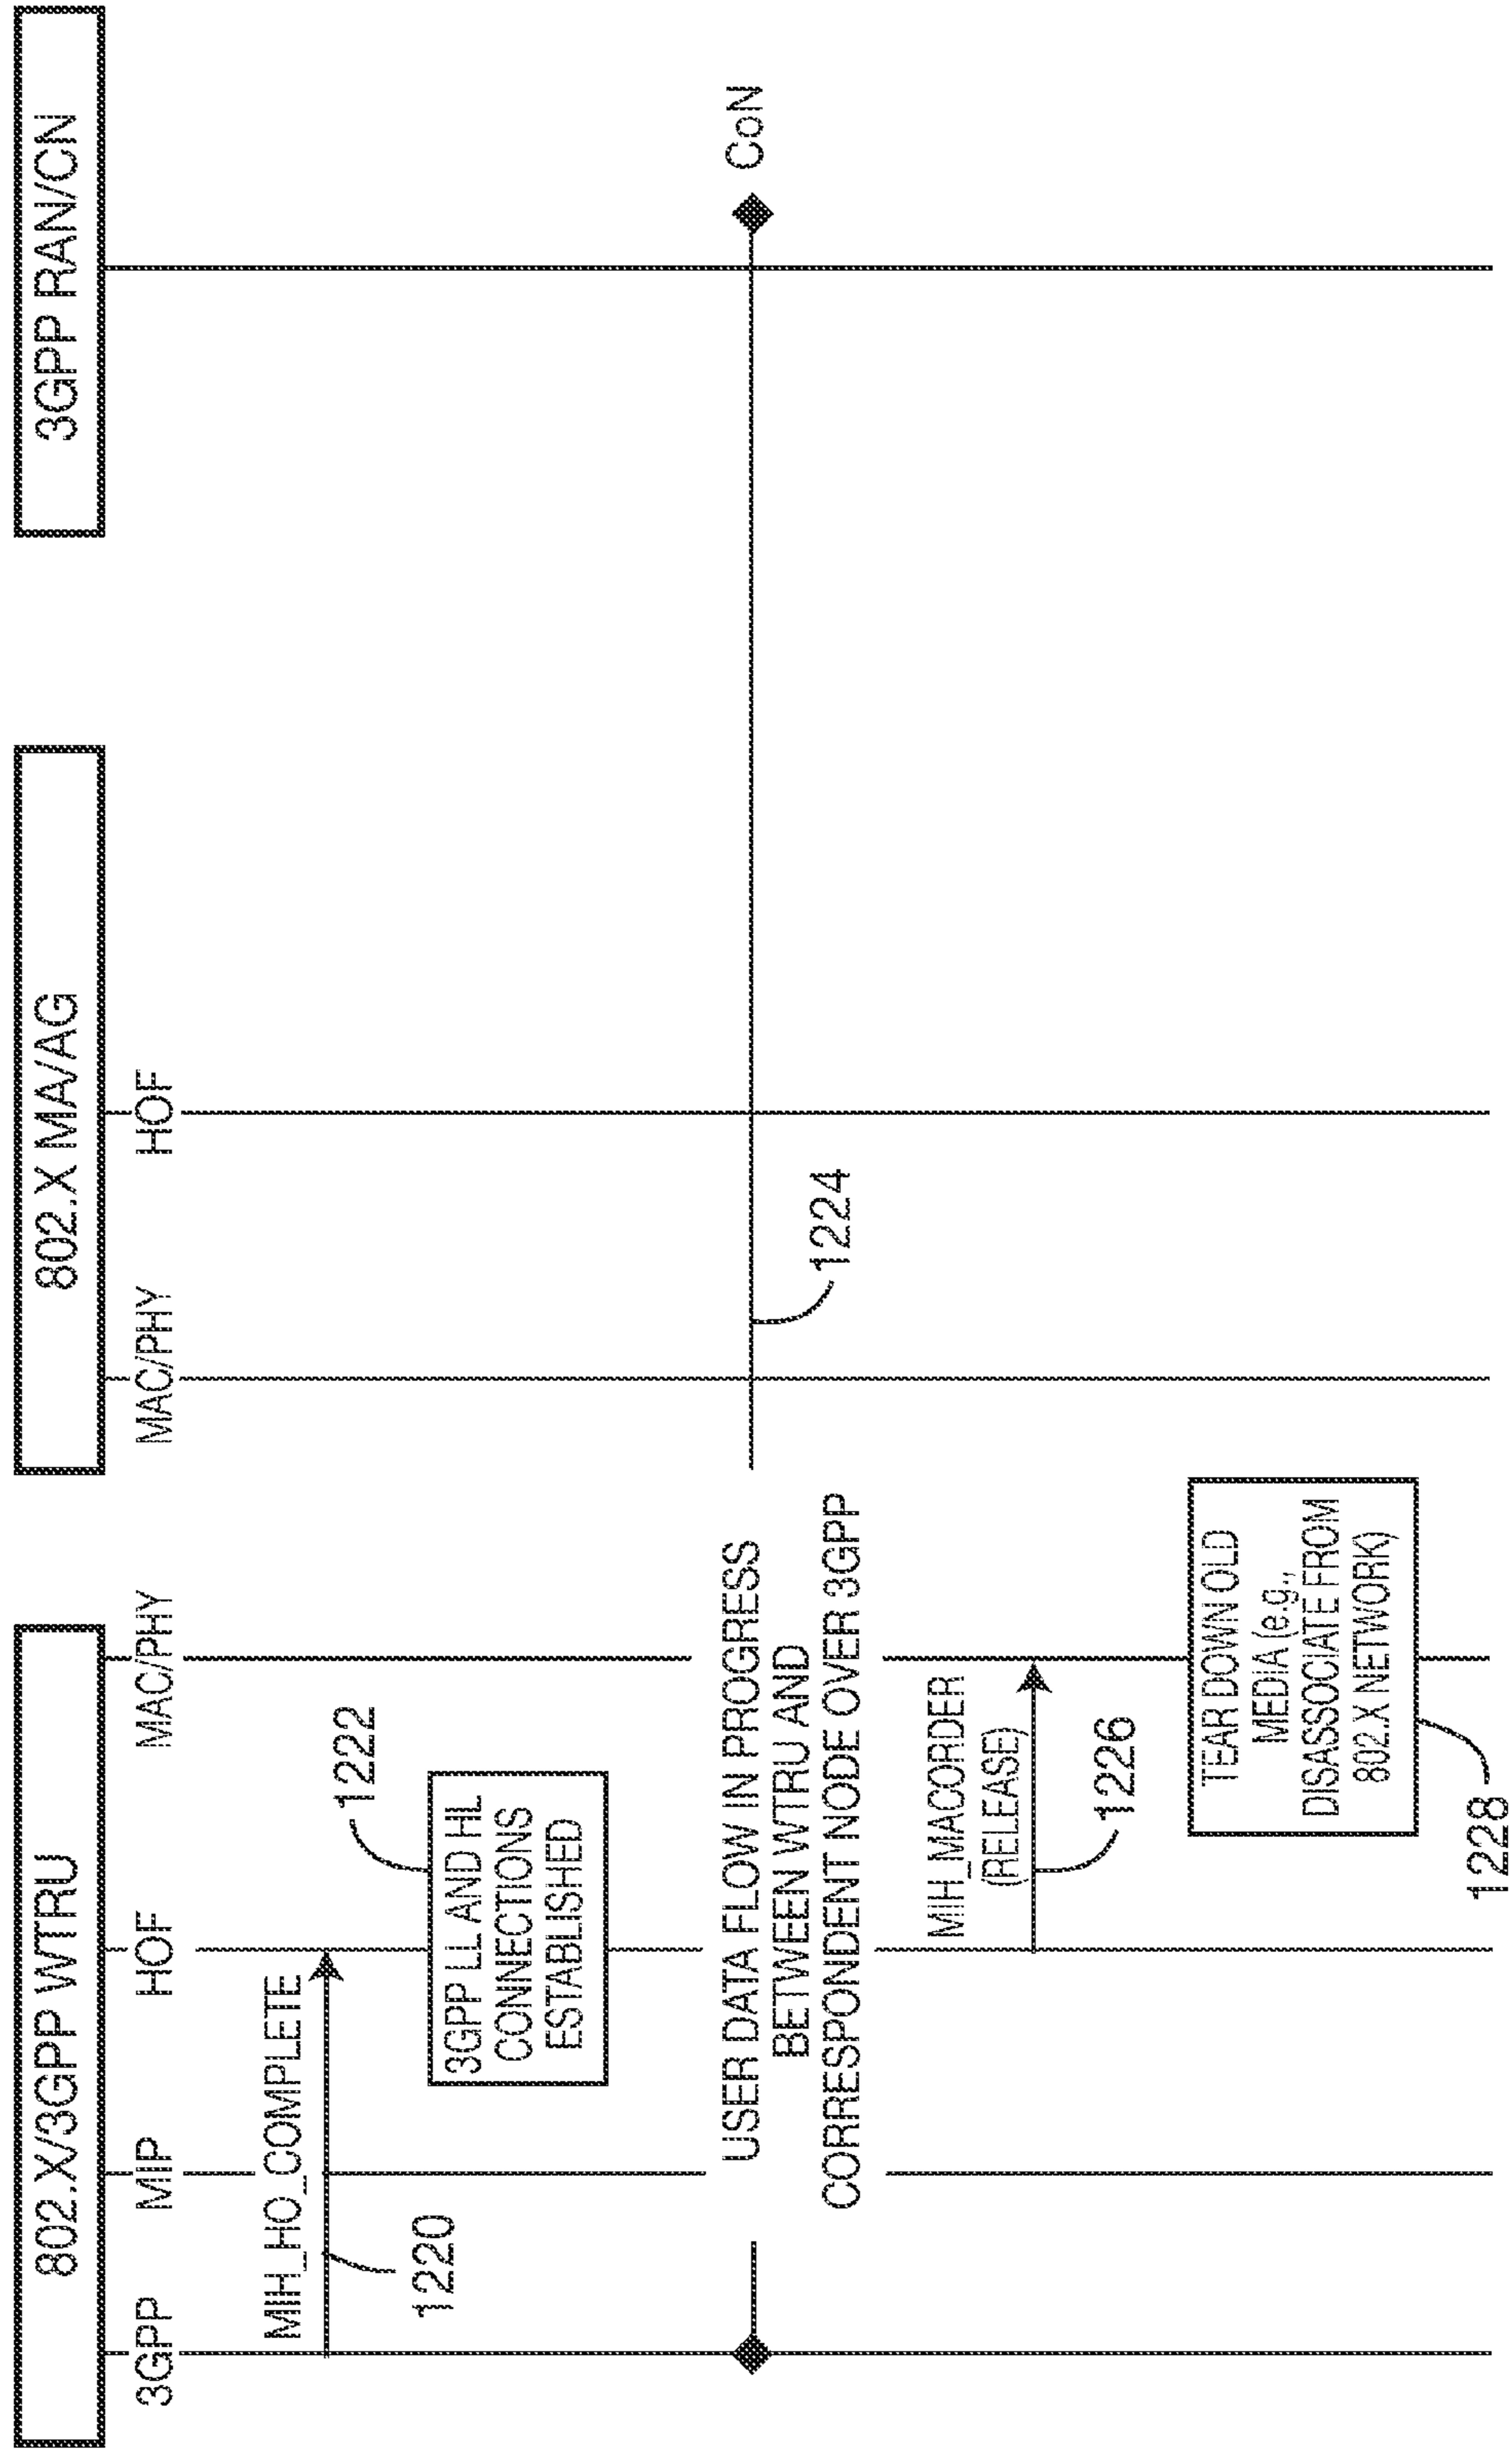 802.X/3GPP WTRU
802.X MA/AG
3GPP RAN/CN
3GPP
MIP
HOF
MAC/PHY
MAC/PHY
HOF
MIH_HO_COMPLETE
1220
1222
3GPP LL AND HL
CONNECTIONS
ESTABLISHED
USER DATA FLOW IN PROGRESS
BETWEEN WTRU AND
CORRESPONDENT NODE OVER 3GPP
CoN
1224
MIH_MACORDER
(RELEASE)
1226
TEAR DOWN OLD
MEDIA (e.g.,
DISASSOCIATE FROM
802.X NETWORK)
1228